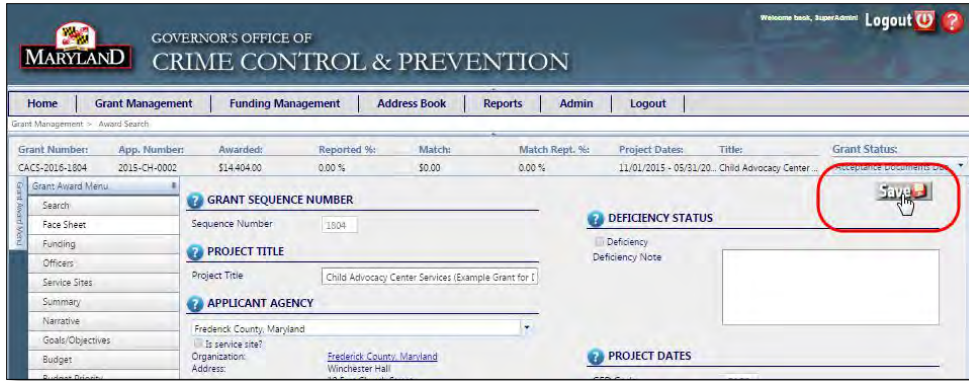 Welcome back, SuperAdmin! Logout
MARYLAND
GOVERNOR'S OFFICE OF
CRIME CONTROL & PREVENTION
Home Grant Management Funding Management Address Book Reports Admin Logout
Grant Management > Award Search
Grant Number: App. Number: Awarded: Reported %: Match: Match Rept. %: Project Dates: Title: Grant Status:
CACS-2016-1804 2015-CH-0002 $14404.00 0.00 % $0.00 0.00 % 11/01/2015 - 05/31/20... Child Advocacy Center ... Acceptance Documents Due
Grant Award Menu
Grant Award Menu
Save
Search
Face Sheet
Funding
Officers
Service Sites
Summary
Narrative
Goals/Objectives
Budget
Budget Priority
GRANT SEQUENCE NUMBER
Sequence Number 1804
PROJECT TITLE
Project Title Child Advocacy Center Services (Example Grant for I
APPLICANT AGENCY
Frederick County, Maryland
Is service site?
Organization: Frederick County, Maryland
Address: Winchester Hall
DEFICIENCY STATUS
Deficiency
Deficiency Note
PROJECT DATES